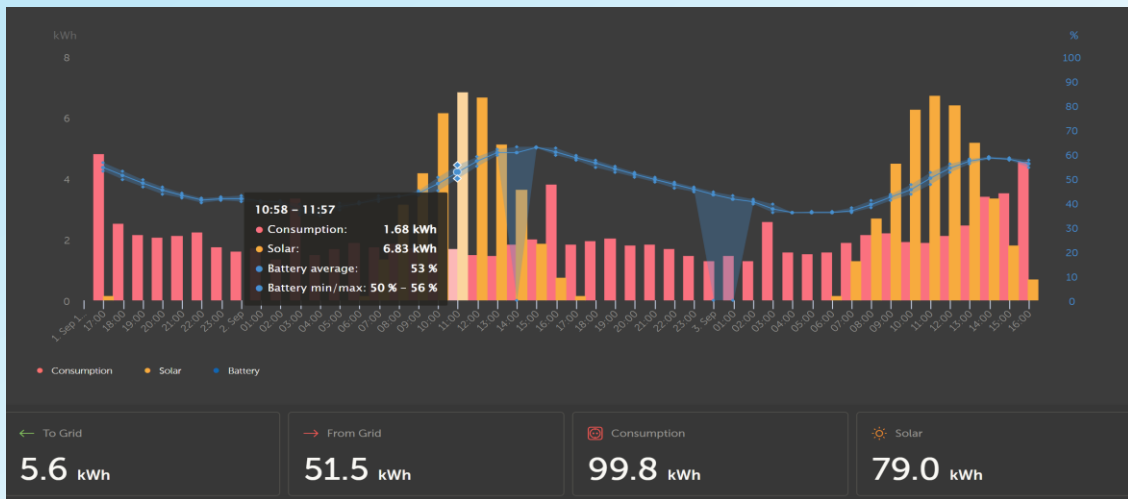 kWh
%
8
6
4
2
0
100
90
80
70
60
50
40
30
20
10
0
10:58 – 11:57
Consumption: 1.68 kWh
Solar: 6.83 kWh
Battery average: 53 %
Battery min/max: 50 % – 56 %
1. Sep 1... 17:00 18:00 19:00 20:00 21:00 22:00 23:00 2. Sep 01:00 02:00 03:00 04:00 05:00 06:00 07:00 08:00 09:00 10:00 11:00 12:00 13:00 14:00 15:00 16:00 17:00 18:00 19:00 20:00 21:00 22:00 23:00 3. Sep 01:00 02:00 03:00 04:00 05:00 06:00 07:00 08:00 09:00 10:00 11:00 12:00 13:00 14:00 15:00 16:00
Consumption Solar Battery
To Grid
5.6 kWh
From Grid
51.5 kWh
Consumption
99.8 kWh
Solar
79.0 kWh